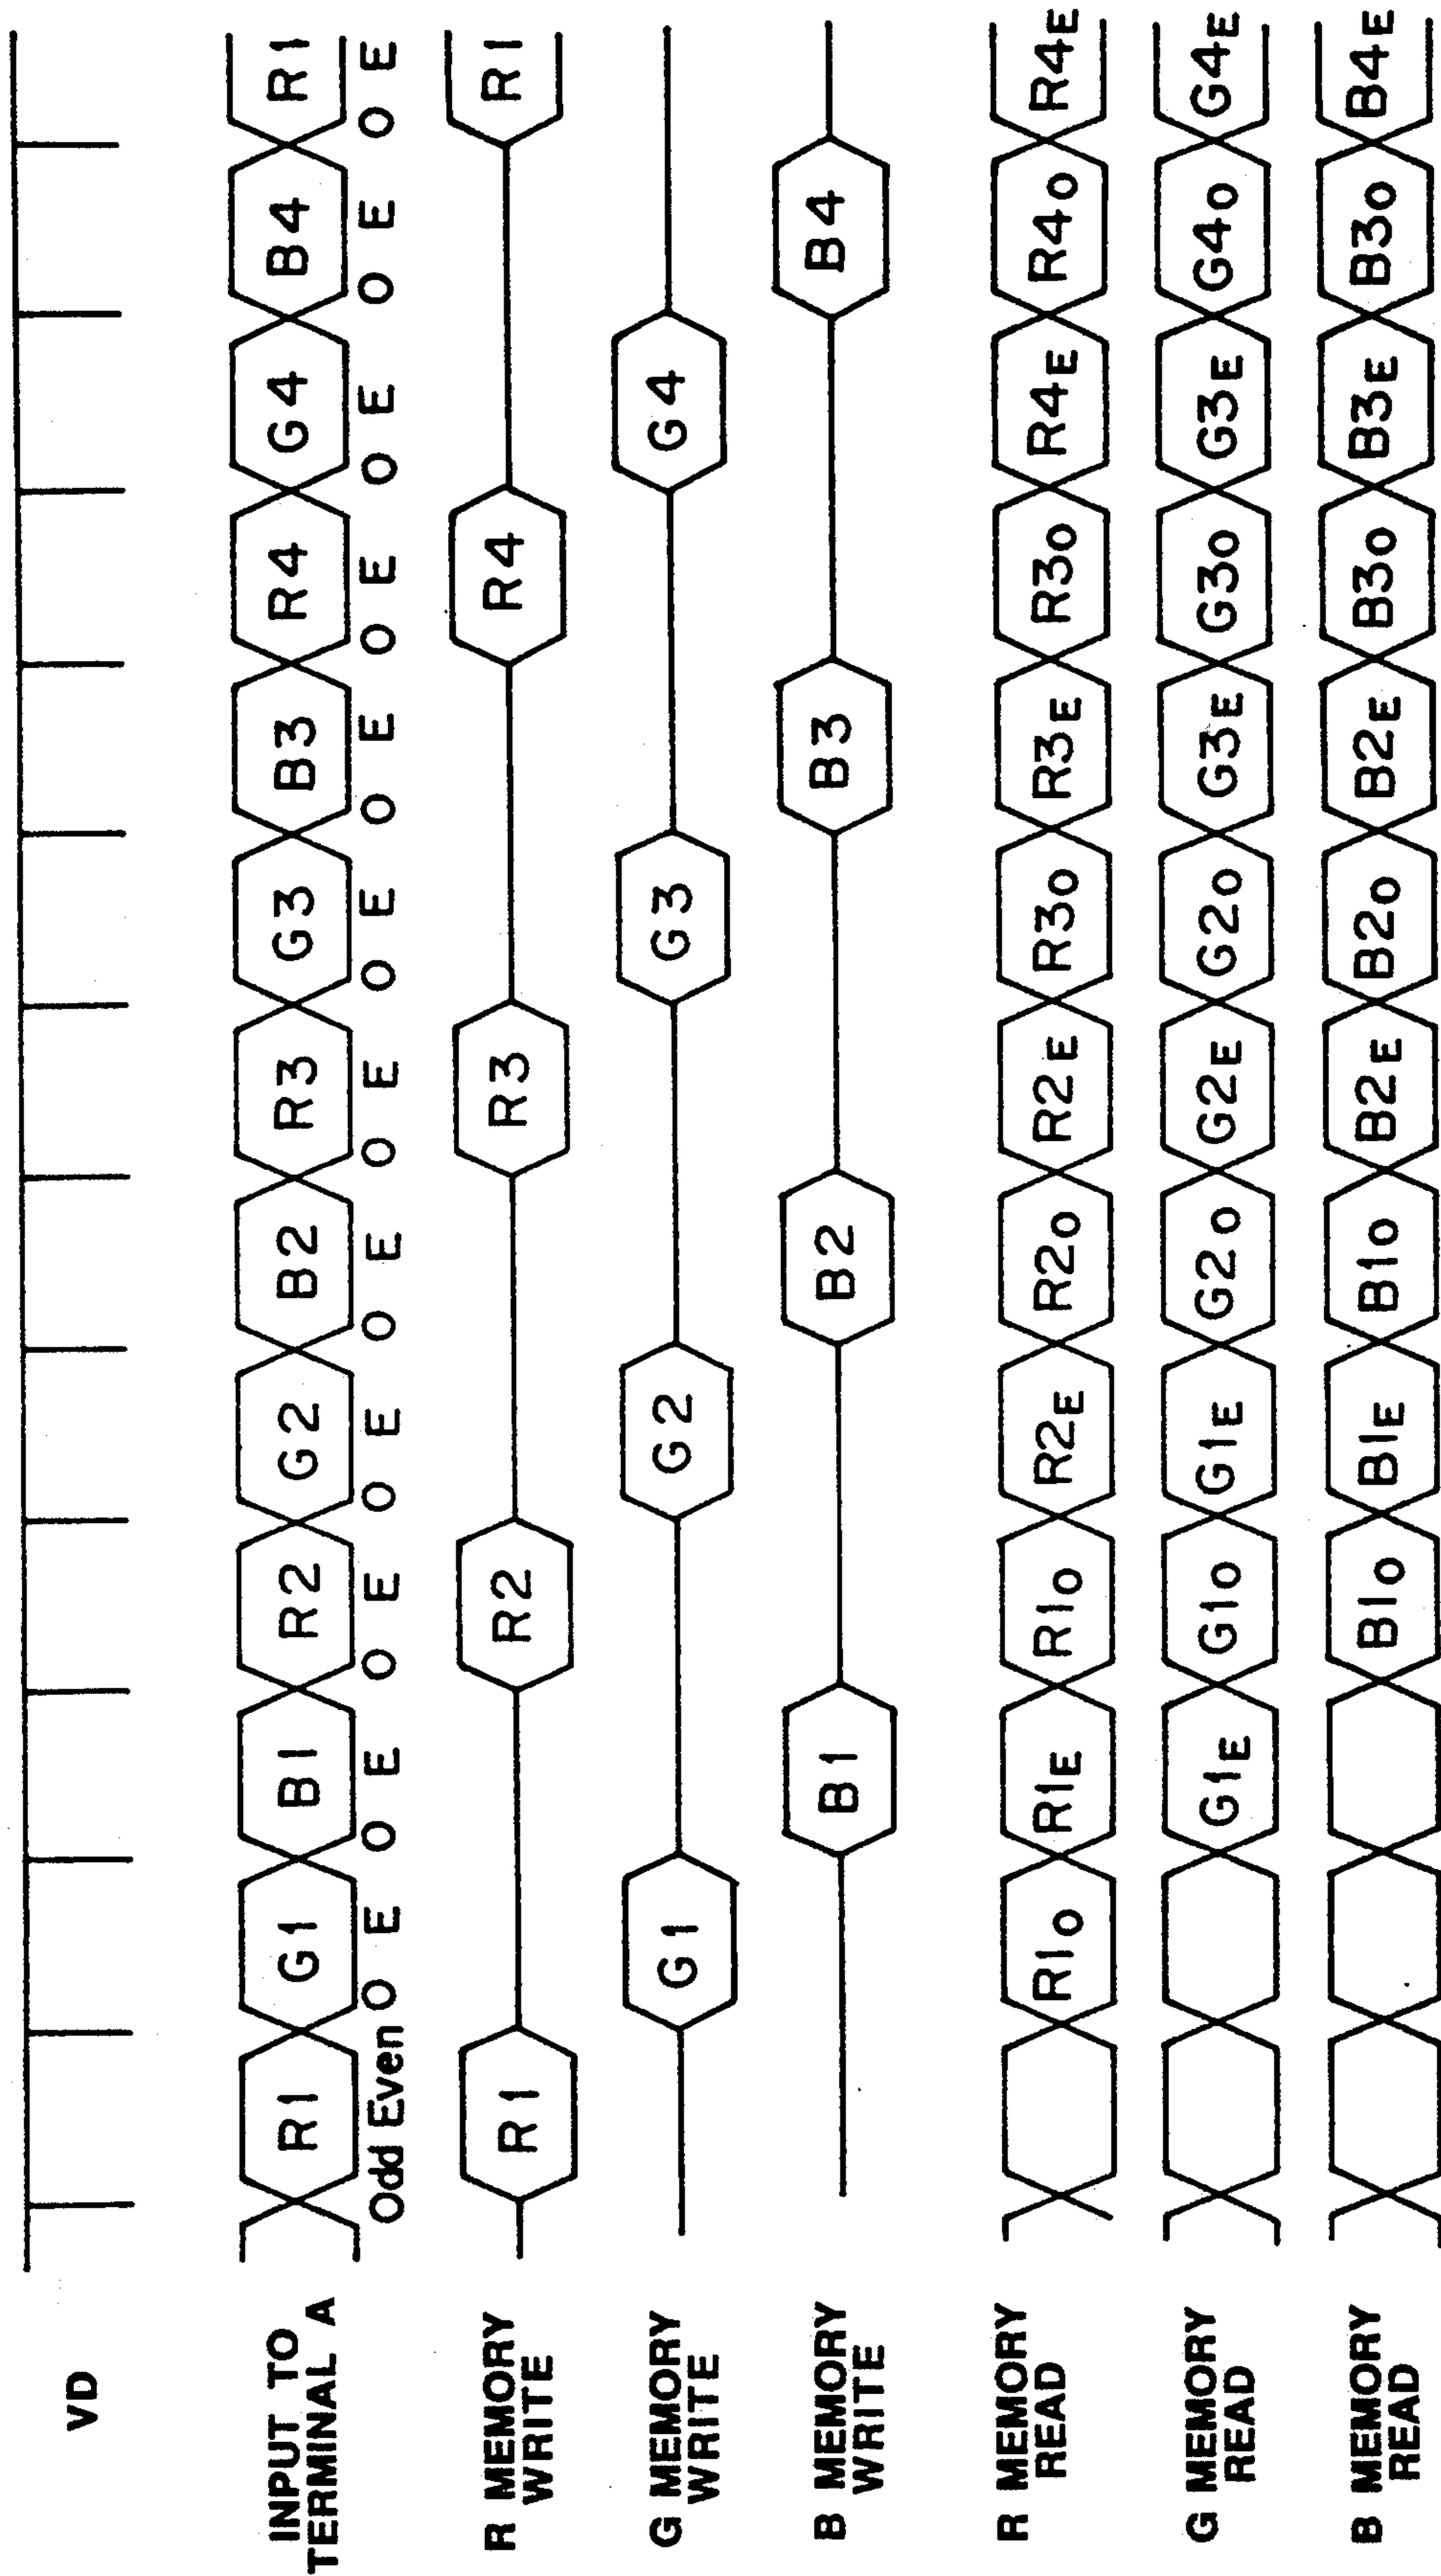 VD
INPUT TO
TERMINAL A
R1 G1 B1 R2 G2 B2 R3 G3 B3 R4 G4 B4 R1
Odd Even O E O E O E O E O E O E O E O E O E O E O E O E
R MEMORY
WRITE
R1 R2 R3 R4 R1
G MEMORY
WRITE
G1 G2 G3 G4
B MEMORY
WRITE
B1 B2 B3 B4
R MEMORY
READ
R1O R1E R1O R2E R2O R2E R3O R3E R3O R4E R4O R4E
G MEMORY
READ
G1E G1O G1E G2O G2E G2O G3E G3O G3E G4O G4E
B MEMORY
READ
B1O B1E B1O B2E B2O B2E B3O B3E B3O B4E